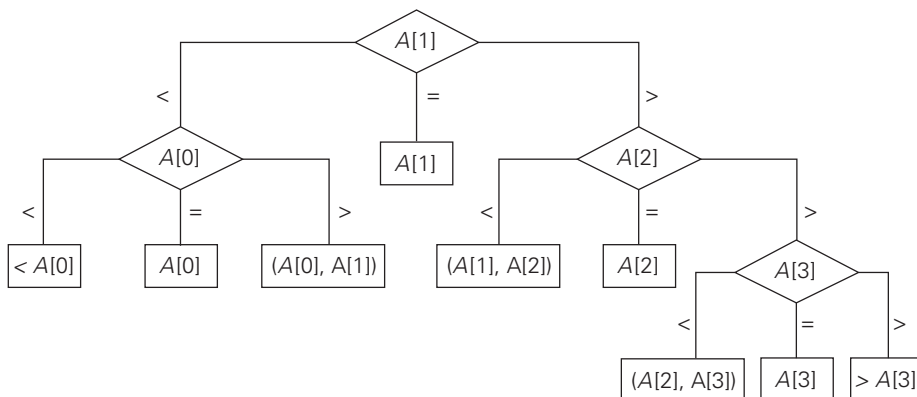 A[1]
< = >
A[0] A[1] A[2]
< = > < = >
< A[0] A[0] (A[0], A[1]) (A[1], A[2]) A[2] A[3]
< = >
(A[2], A[3]) A[3] > A[3]